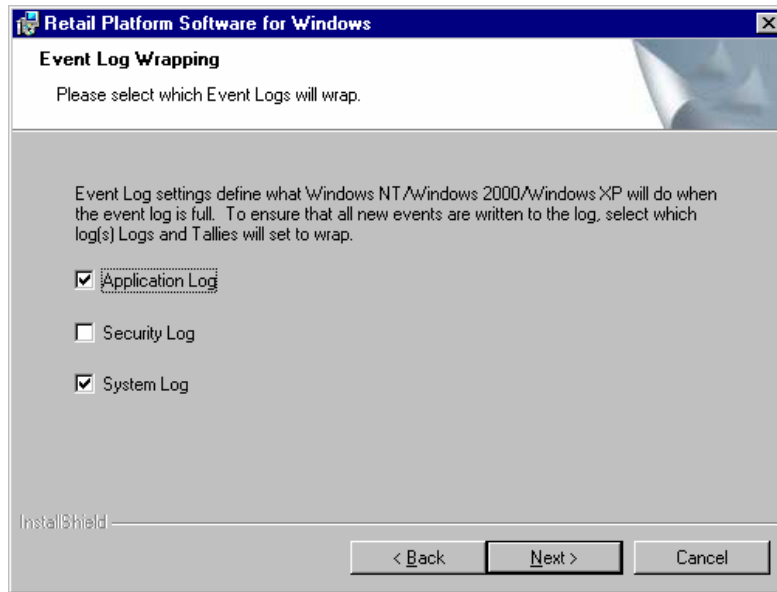 Retail Platform Software for Windows
Event Log Wrapping
Please select which Event Logs will wrap.
Event Log settings define what Windows NT/Windows 2000/Windows XP will do when
the event log is full. To ensure that all new events are written to the log, select which
log(s) Logs and Tallies will set to wrap.
Application Log
Security Log
System Log
InstallShield
< Back Next > Cancel